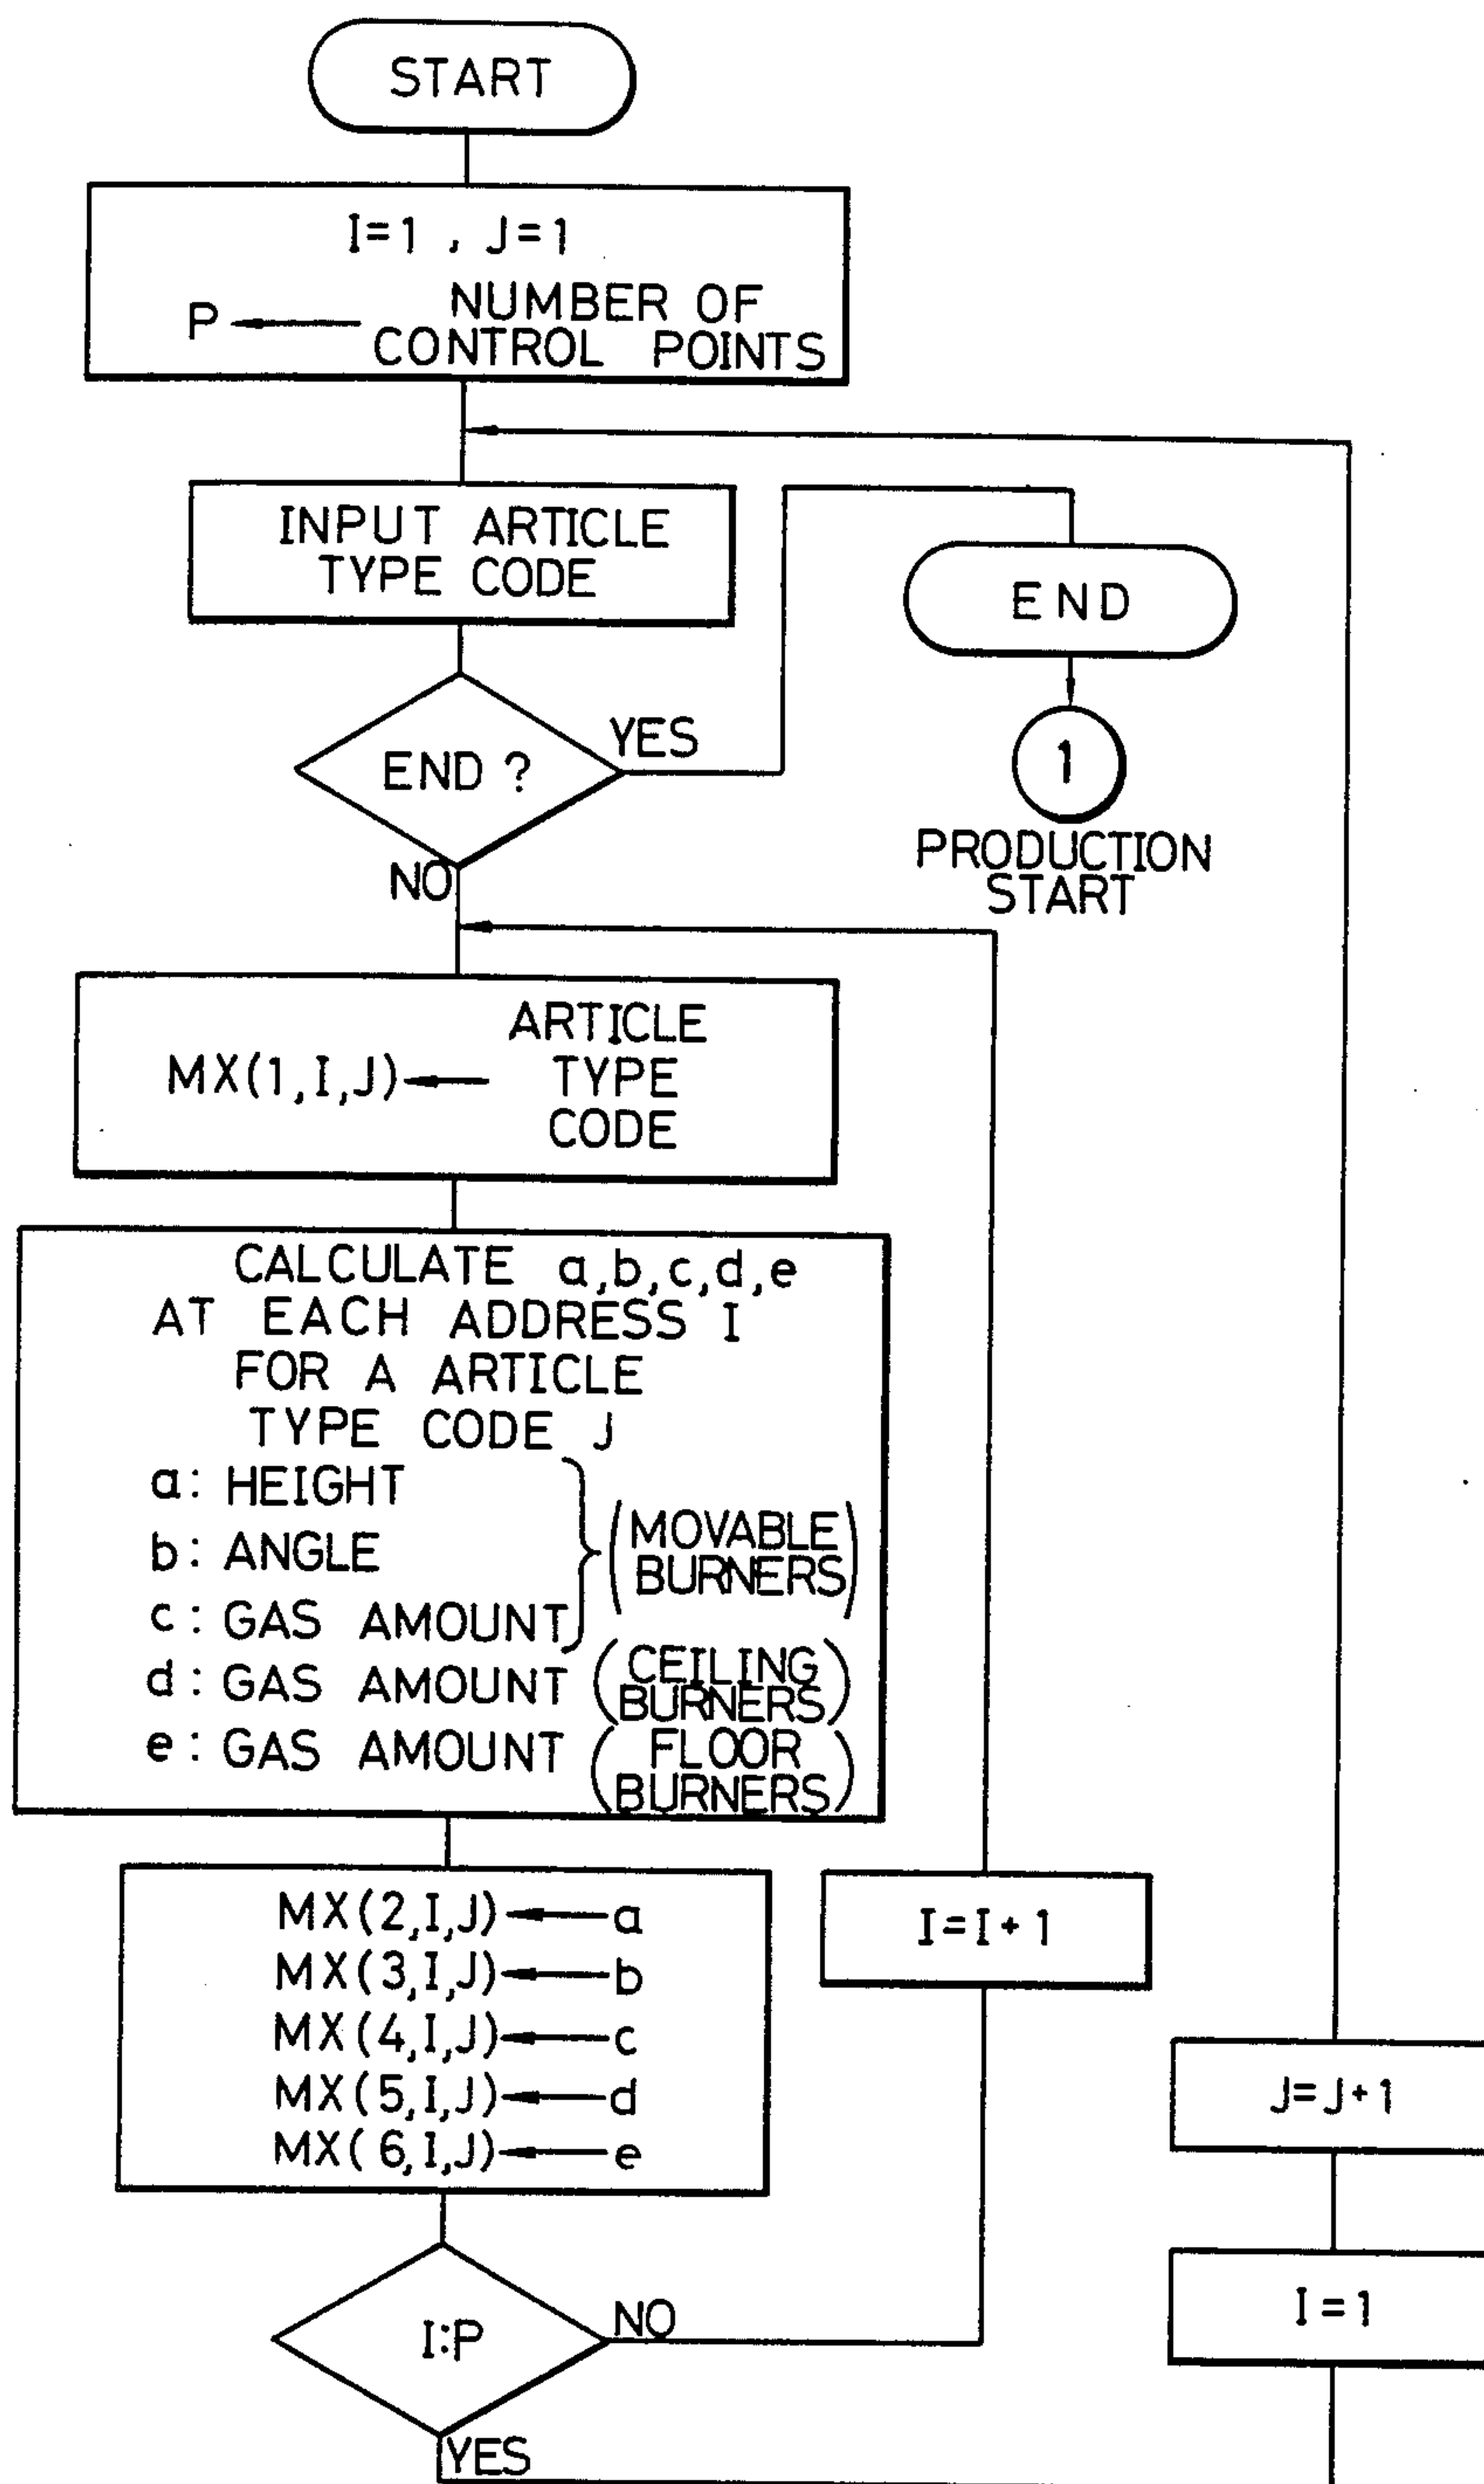 START
I=1 , J=1
P ← NUMBER OF
CONTROL POINTS
INPUT ARTICLE
TYPE CODE
END ?
YES
NO
END
1
PRODUCTION
START
ARTICLE
MX(1,I,J) ← TYPE
CODE
CALCULATE a,b,c,d,e
AT EACH ADDRESS I
FOR A ARTICLE
TYPE CODE J
a: HEIGHT
b: ANGLE
c: GAS AMOUNT
(MOVABLE
BURNERS)
d: GAS AMOUNT (CEILING
BURNERS)
e: GAS AMOUNT (FLOOR
BURNERS)
MX(2,I,J) ← a
MX(3,I,J) ← b
MX(4,I,J) ← c
MX(5,I,J) ← d
MX(6,I,J) ← e
I:P
NO
YES
I=I+1
J=J+1
I=1